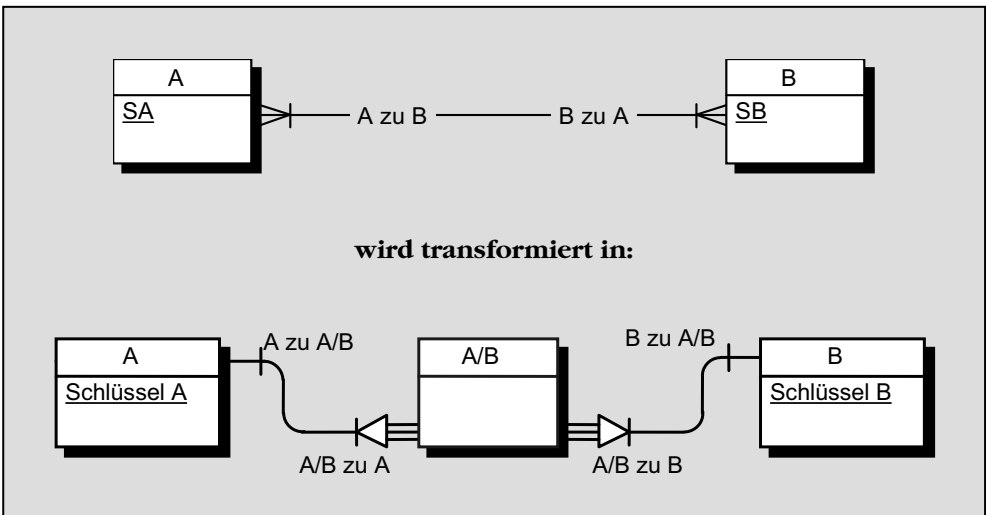 A
B
SA
A zu B
B zu A
SB
wird transformiert in:
A zu A/B
B zu A/B
A
A/B
B
Schlüssel A
Schlüssel B
A/B zu A
A/B zu B